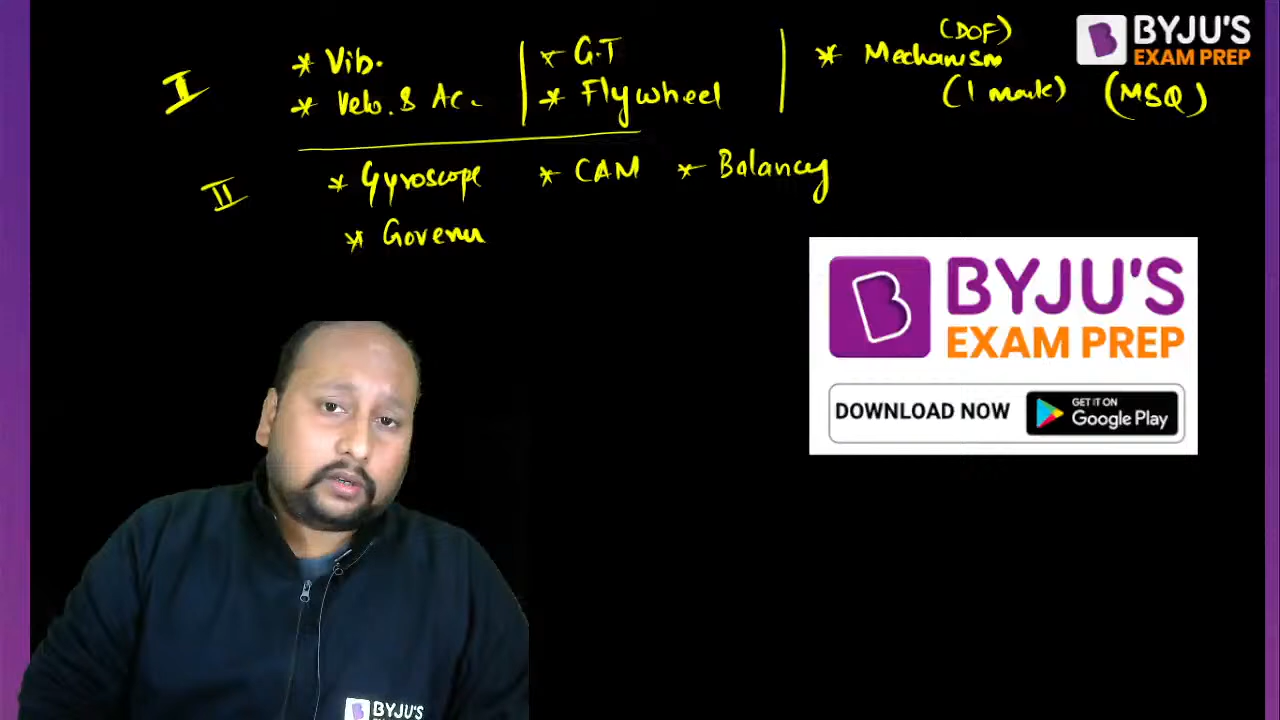 I
* Vib.
* Velo. & Ac.
* G.T
* Flywheel
* Mechanism (DOF)
(1 mark) (MSQ)
II
* Gyroscope * CAM * Balancy
* Govern
BYJU'S
EXAM PREP
BYJU'S
EXAM PREP
DOWNLOAD NOW
GET IT ON
Google Play
BYJU'S